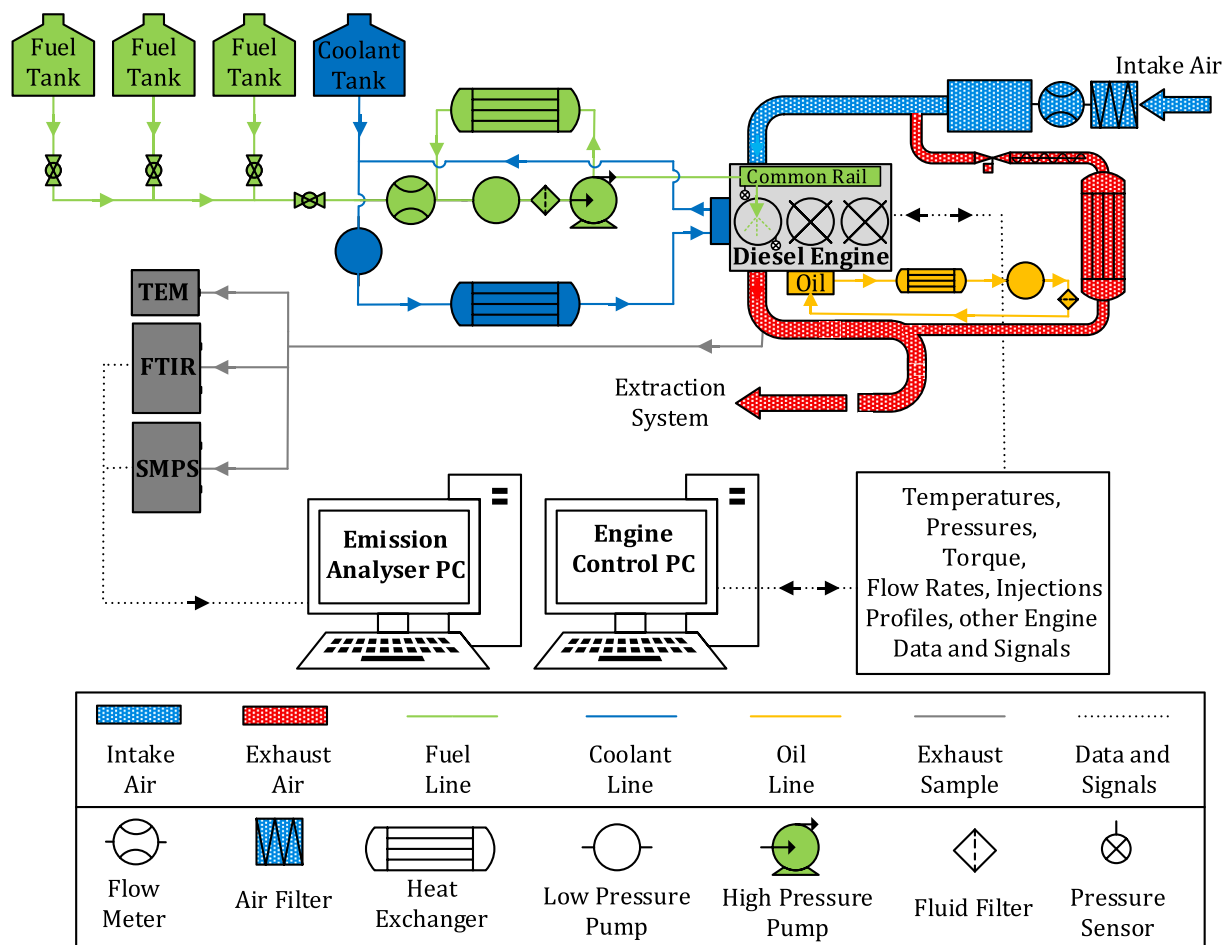 Fuel
Tank
Fuel
Tank
Fuel
Tank
Coolant
Tank
Intake Air
Common Rail
Diesel Engine
Oil
TEM
FTIR
SMPS
Extraction
System
Emission
Analyser PC
Engine
Control PC
Temperatures,
Pressures,
Torque,
Flow Rates, Injections
Profiles, other Engine
Data and Signals
Intake
Air
Exhaust
Air
Fuel
Line
Coolant
Line
Oil
Line
Exhaust
Sample
Data and
Signals
Flow
Meter
Air Filter
Heat
Exchanger
Low Pressure
Pump
High Pressure
Pump
Fluid Filter
Pressure
Sensor